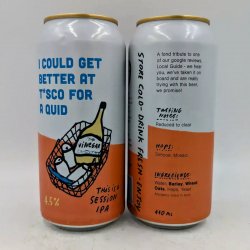 I COULD GET
BETTER AT
T*SCO FOR
A QUID
VINEGAR
THIS IS A
SESSION
IPA
4.5%
STORE COLD - DRINK FRESH
A fond tribute to one
of our google reviews.
Local Guide - we hear
you, we've taken it on
board and are really
trying with this beer,
we promise!
Tasting
Notes:
Reduced to clear
Hops:
Simcoe, Mosaic
Ingredients:
Water, Barley, Wheat,
Oats, Hops, Yeast
440ml